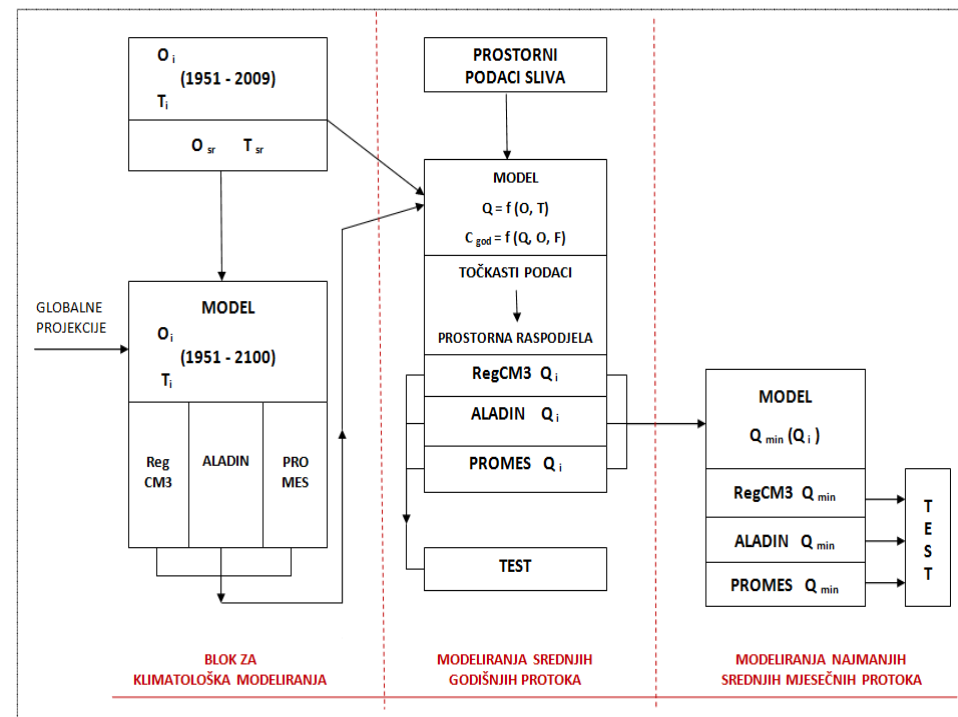 O i
(1951 - 2009)
T i
O sr T sr
GLOBALNE
PROJEKCIJE
MODEL
O i
(1951 - 2100)
T i
Reg
CM3
ALADIN
PRO
MES
BLOK ZA
KLIMATOLOŠKA MODELIRANJA
PROSTORNI
PODACI SLIVA
MODEL
Q = f (O, T)
C god = f (Q, O, F)
TOČKASTI PODACI
PROSTORNA RASPODJELA
RegCM3 Q i
ALADIN Q i
PROMES Q i
TEST
MODELIRANJA SREDNJIH
GODIŠNJIH PROTOKA
MODEL
Q min (Q i )
RegCM3 Q min
ALADIN Q min
PROMES Q min
T
E
S
T
MODELIRANJA NAJMANJIH
SREDNJIH MJESEČNIH PROTOKA